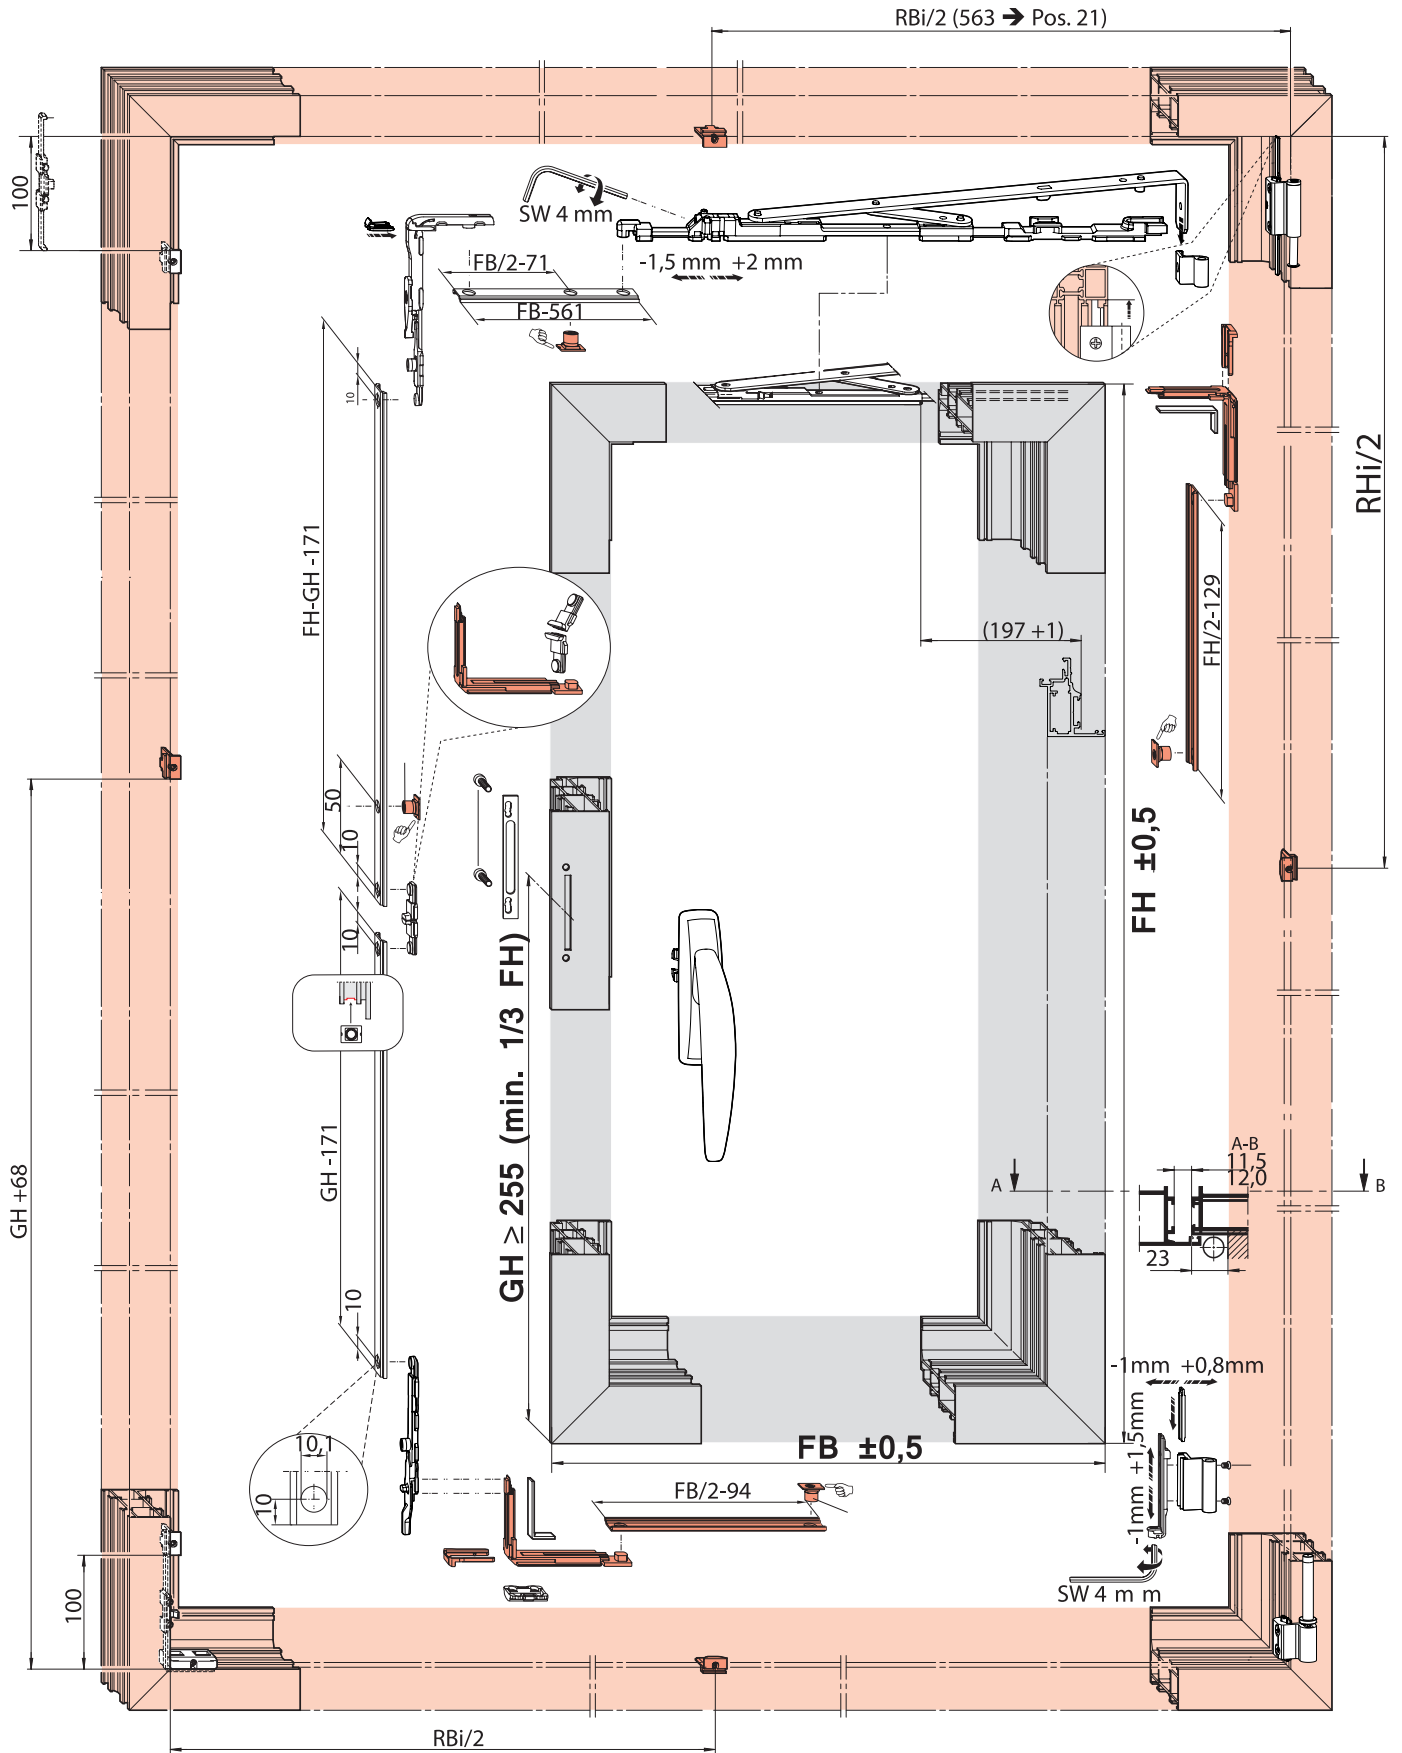 RBi/2 (563 ➔ Pos. 21)
100
SW 4 mm
FB/2-71
-1,5 mm +2 mm
FB-561
10
RHi/2
FH-GH -171
FH/2-129
(197 +1)
50
10
FH ±0,5
10
GH ≥ 255 (min. 1/3 FH)
GH -171
GH +68
A-B
11,5
12,0
A
B
23
10
-1mm +0,8mm
-1mm +1,5mm
FB ±0,5
10,1
10
FB/2-94
SW 4 m m
100
RBi/2